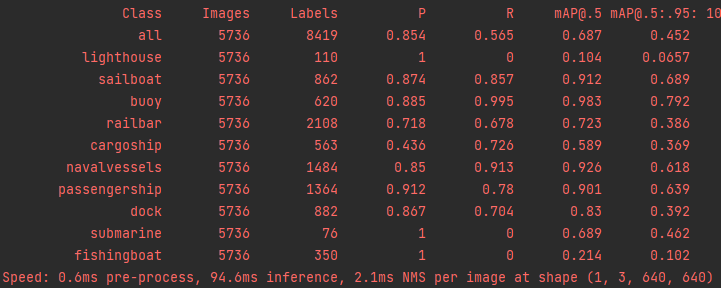 Class Images Labels P R mAP@.5 mAP@.5:.95: 10
all 5736 8419 0.854 0.565 0.687 0.452
lighthouse 5736 110 1 0 0.104 0.0657
sailboat 5736 862 0.874 0.857 0.912 0.689
buoy 5736 620 0.885 0.995 0.983 0.792
railbar 5736 2108 0.718 0.678 0.723 0.386
cargoship 5736 563 0.436 0.726 0.589 0.369
navalvessels 5736 1484 0.85 0.913 0.926 0.618
passengership 5736 1364 0.912 0.78 0.901 0.639
dock 5736 882 0.867 0.704 0.83 0.392
submarine 5736 76 1 0 0.689 0.462
fishingboat 5736 350 1 0 0.214 0.102
Speed: 0.6ms pre-process, 94.6ms inference, 2.1ms NMS per image at shape (1, 3, 640, 640)